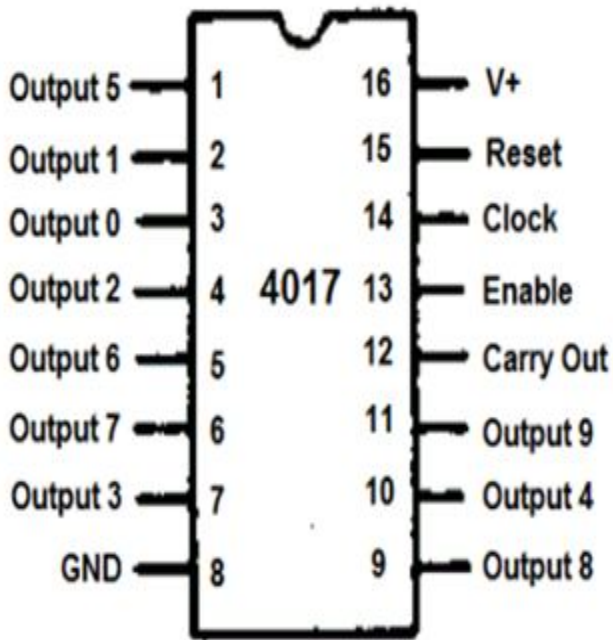 Output 5 1 16 V+
Output 1 2 15 Reset
Output 0 3 14 Clock
Output 2 4 4017 13 Enable
Output 6 5 12 Carry Out
Output 7 6 11 Output 9
Output 3 7 10 Output 4
GND 8 9 Output 8